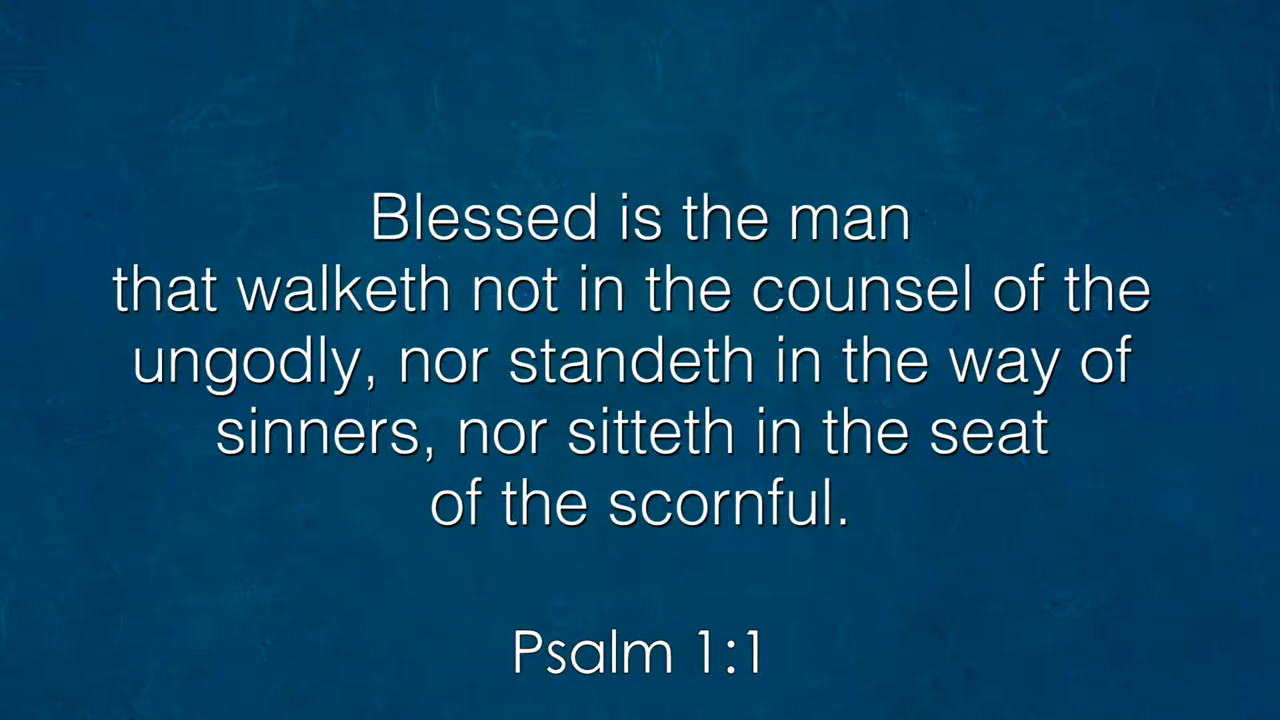 Blessed is the man
that walketh not in the counsel of the
ungodly, nor standeth in the way of
sinners, nor sitteth in the seat
of the scornful.
Psalm 1:1